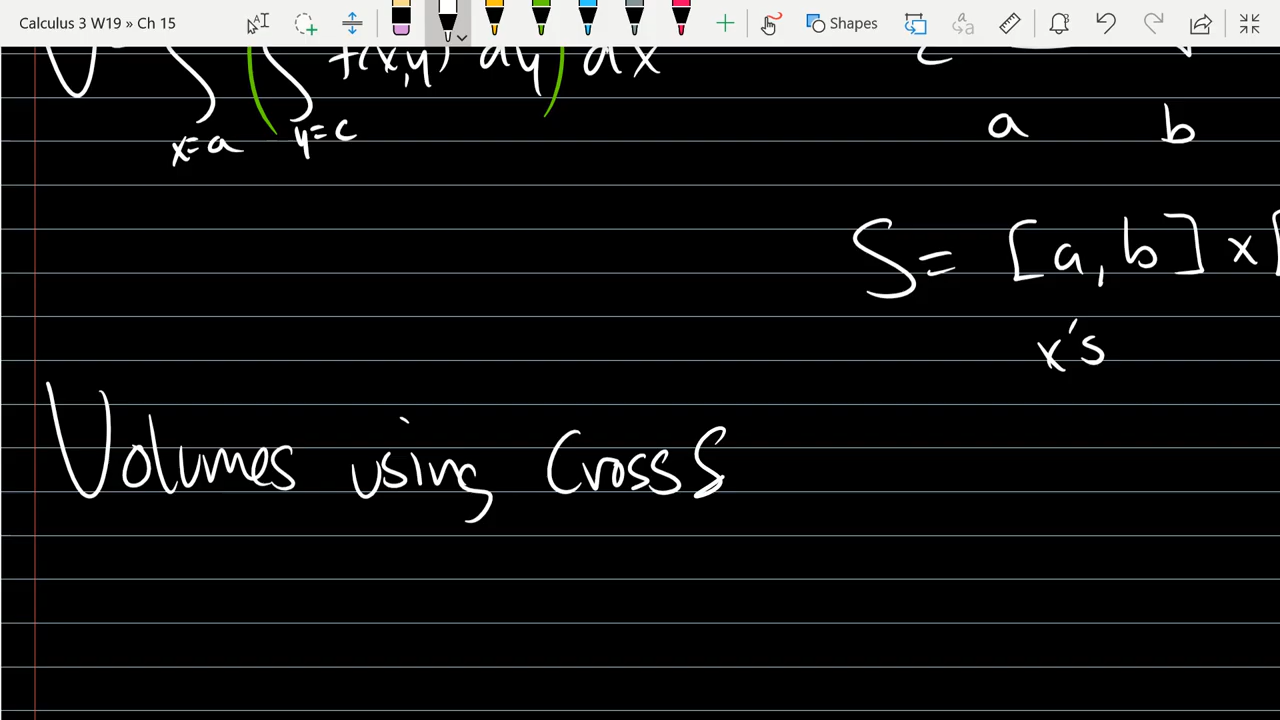 Calculus 3 W19 » Ch 15
Shapes
V = ∫ ( ∫ f(x,y) dy ) dx
x=a y=c
c
a b
S = [a, b] x [
x's
Volumes using Cross S